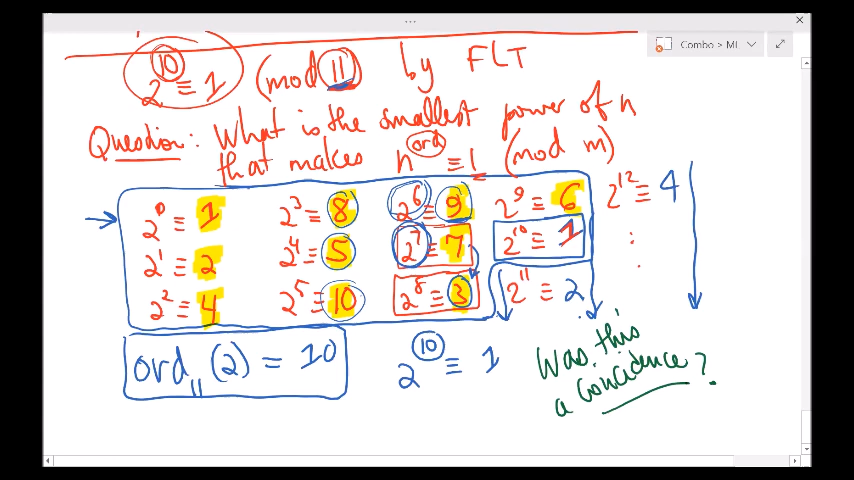 Combo > MI
2^10 ≡ 1 (mod 11) by FLT
Question: What is the smallest power of n
that makes n^ord ≡ 1 (mod m)
2^0 ≡ 1 2^3 ≡ 8 2^6 ≡ 9 2^9 ≡ 6 2^12 ≡ 4
2^1 ≡ 2 2^4 ≡ 5 2^7 ≡ 7 2^10 ≡ 1
2^2 ≡ 4 2^5 ≡ 10 2^8 ≡ 3 2^11 ≡ 2
ord_11 (2) = 10 2^10 ≡ 1
Was this
a concidence?